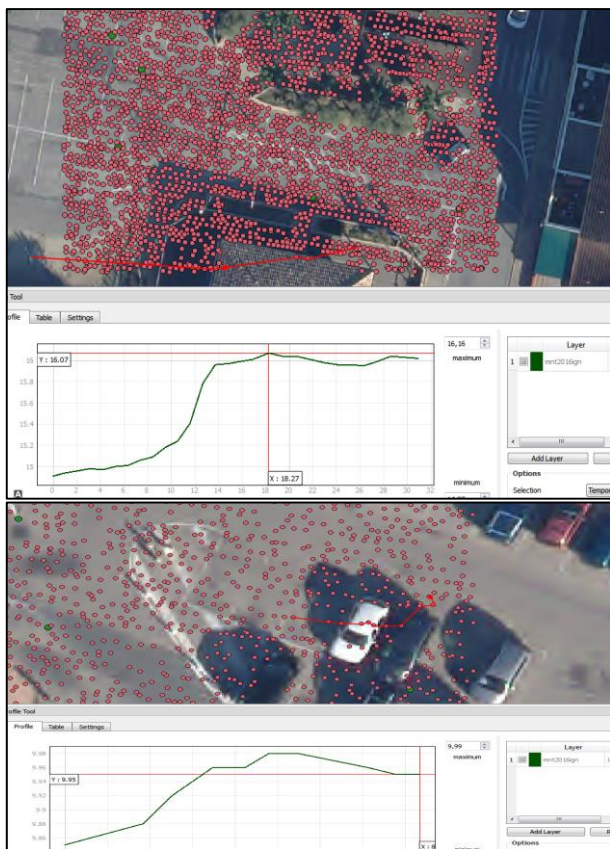 Tool
ofile Table Settings
16,16
maximum
Layer
1 mnt2016ign
Y : 16.07
16
15.8
15.6
15.4
15.2
15
X : 18.27
0 2 4 6 8 10 12 14 16 18 20 22 24 26 28 30 32
minimum
Add Layer
Options
Selection Tempor
A
ofile Tool
Profile Table Settings
9,99
maximum
Layer
1 mnt2016ign
9.98
9.96
9.94
Y : 9.95
9.92
9.9
9.88
9.86
X : 8
Add Layer
Options